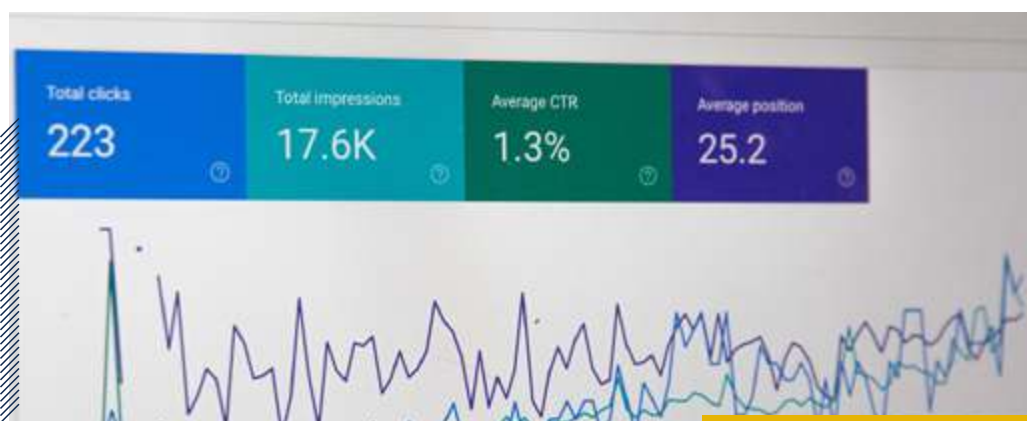 Total clicks
223
Total impressions
17.6K
Average CTR
1.3%
Average position
25.2